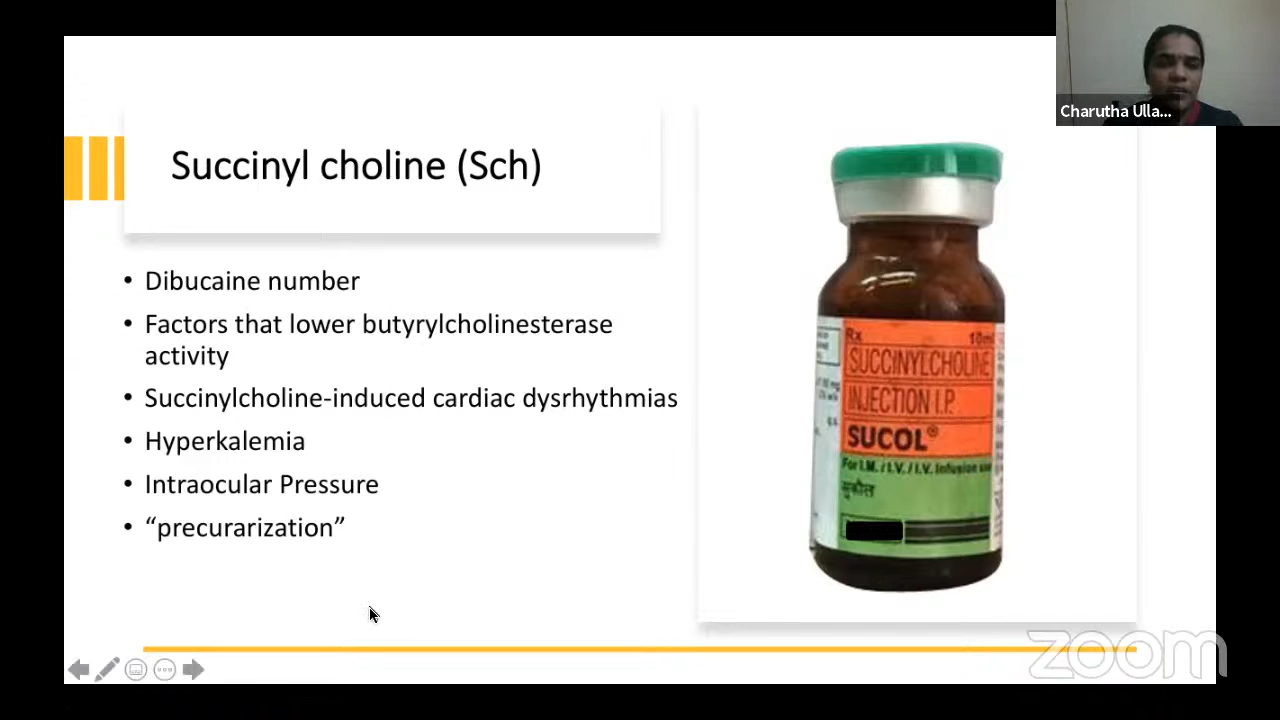 Charutha Ulla...
Succinyl choline (Sch)
• Dibucaine number
• Factors that lower butyrylcholinesterase
activity
• Succinylcholine-induced cardiac dysrhythmias
• Hyperkalemia
• Intraocular Pressure
• “precurarization”
Rx 10ml
SUCCINYLCHOLINE
INJECTION I.P.
SUCOL®
For I.M. / I.V. / I.V. Infusion use
सुकौल
zoom